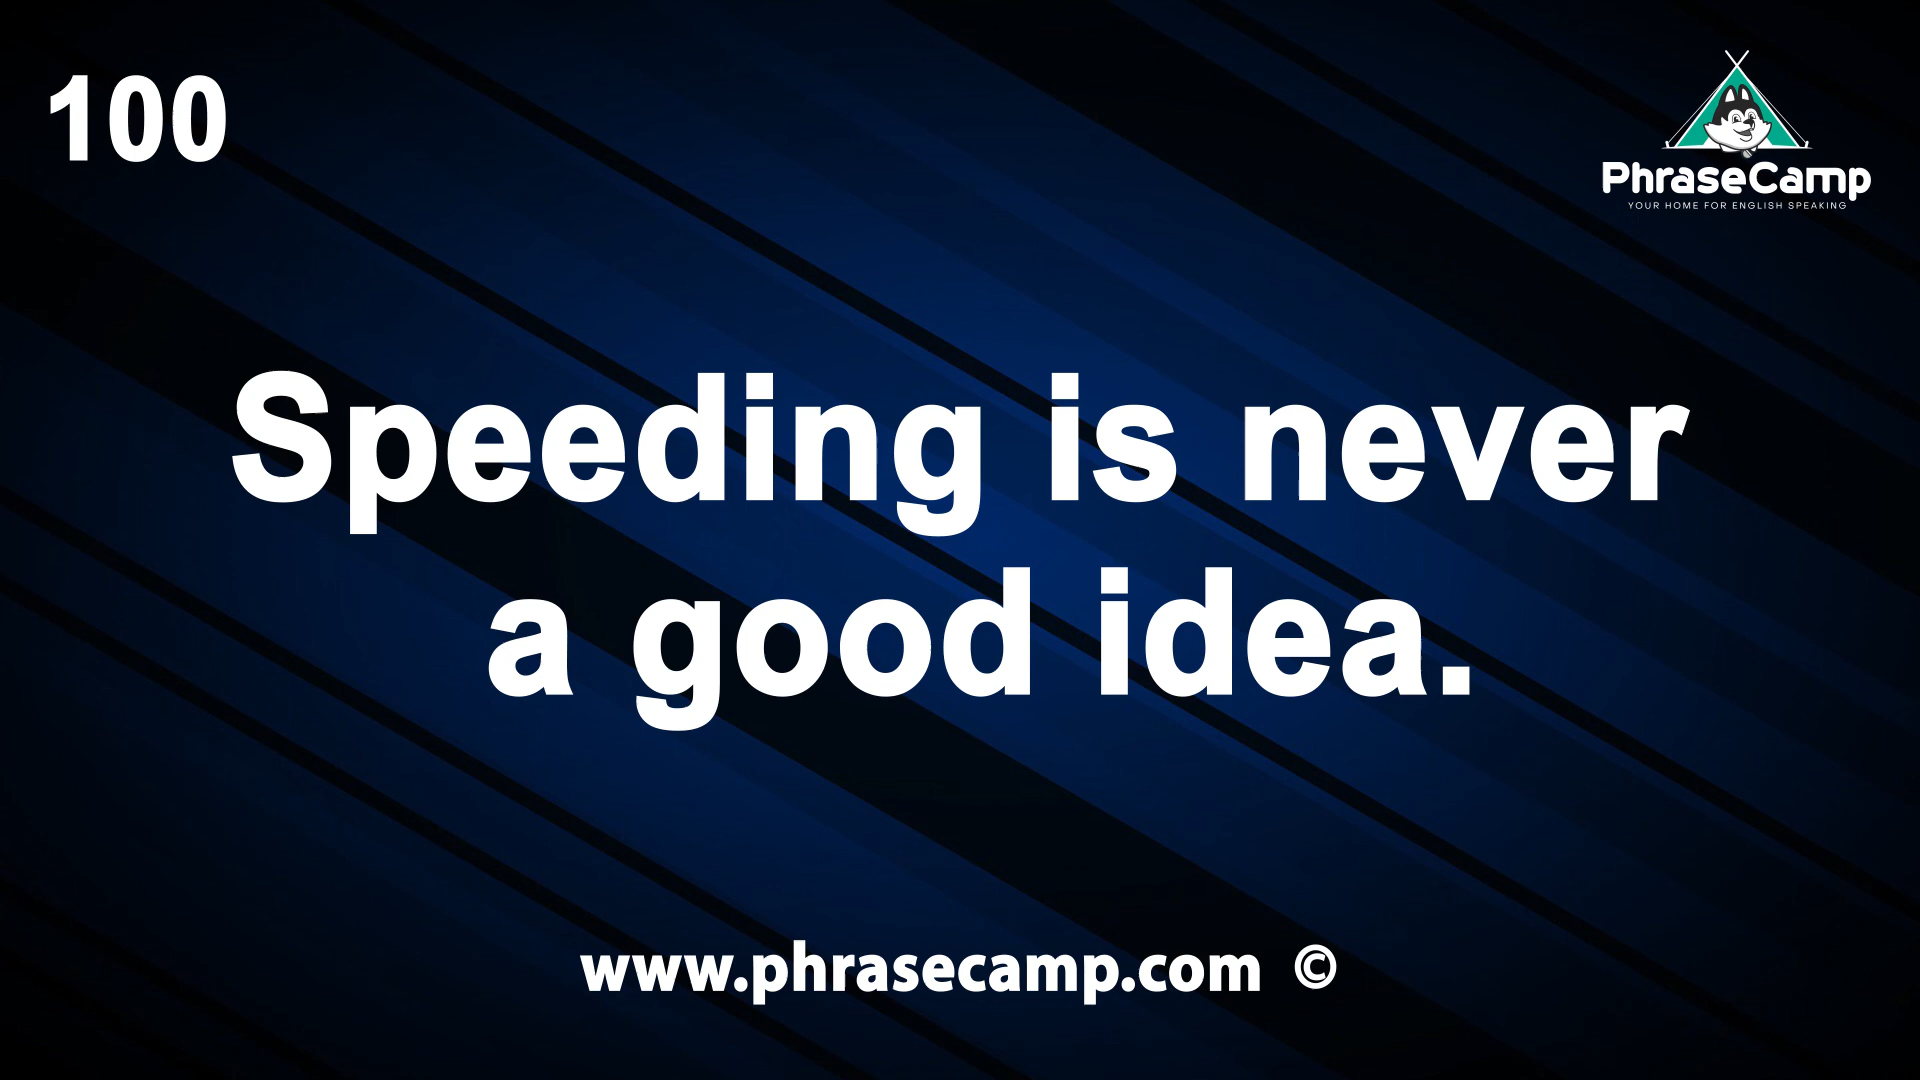 100
PhraseCamp
YOUR HOME FOR ENGLISH SPEAKING
Speeding is never
a good idea.
www.phrasecamp.com ©